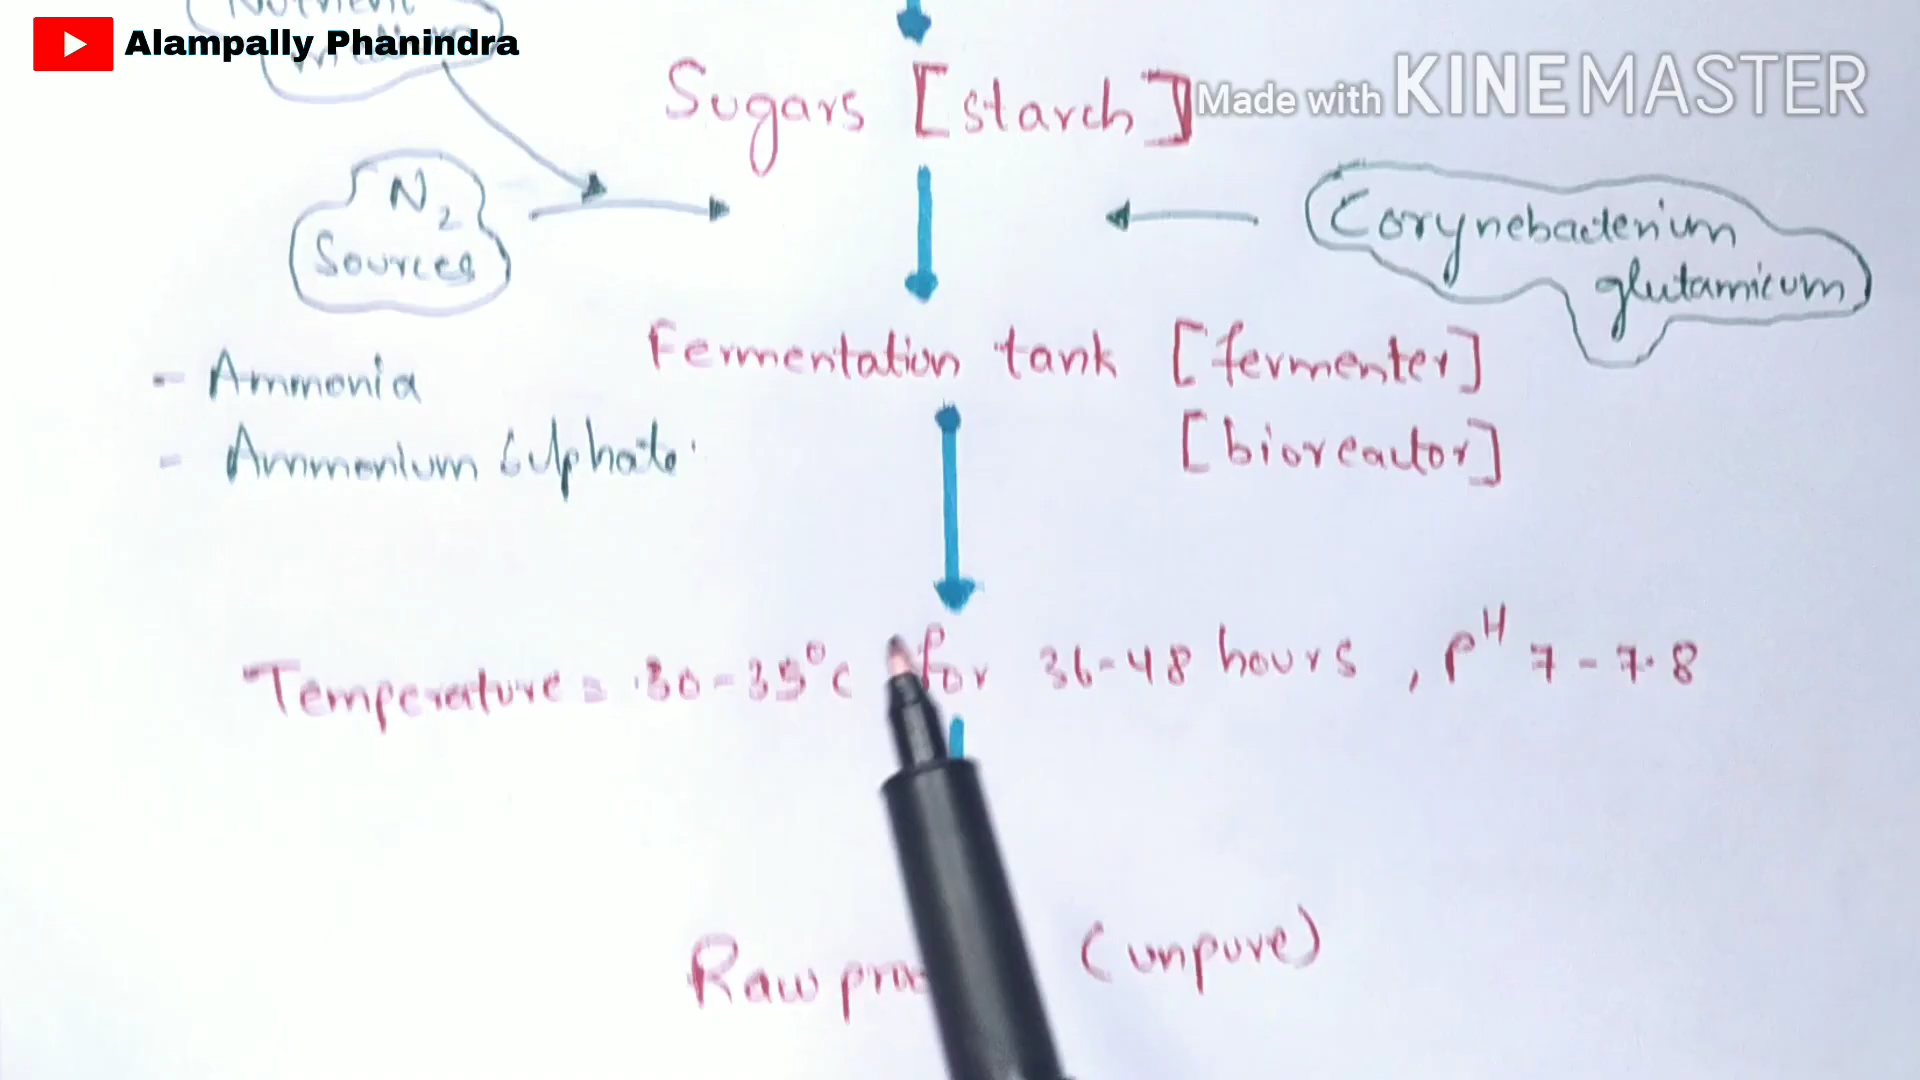 Alampally Phanindra
Made with KINEMASTER
Sugars [starch]
N2
Sources
Corynebacterium
glutamicum
Fermentation tank [fermenter]
[bioreactor]
- Ammonia
- Ammonium Sulphate.
Temperature = 30-35°c for 36-48 hours, pH 7-7.8
Raw (unpure)